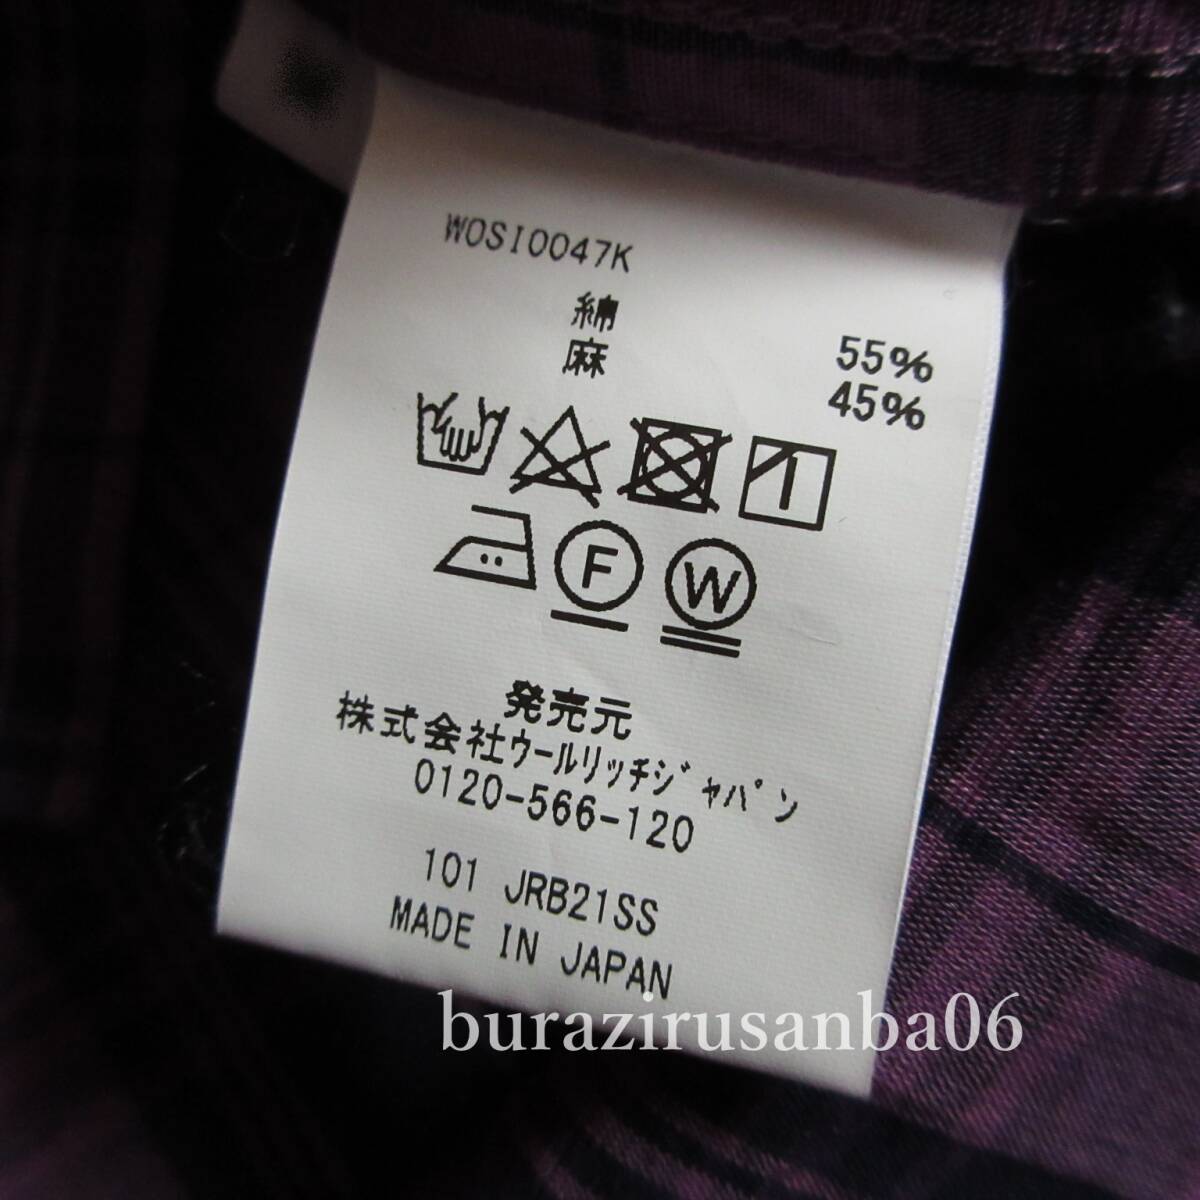 WOSI0047K
綿 55%
麻 45%
F W
発売元
株式会社ウールリッチジャパン
0120-566-120
101 JRB21SS
MADE IN JAPAN
burazirusanba06